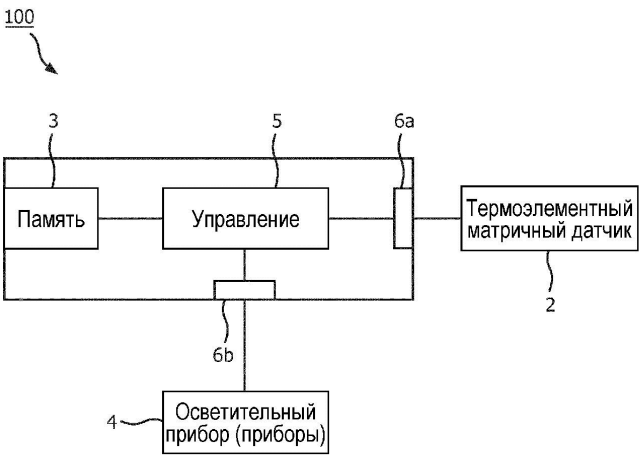 100
3
5
6a
Память
Управление
Термоэлементный
матричный датчик
2
6b
4
Осветительный
прибор (приборы)